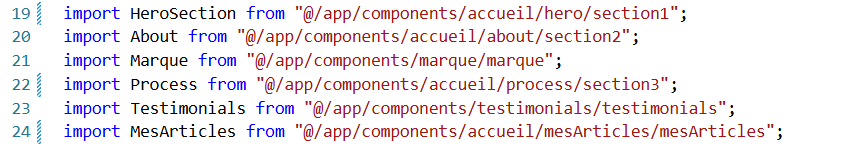 19 import HeroSection from "@/app/components/accueil/hero/section1";
20 import About from "@/app/components/accueil/about/section2";
21 import Marque from "@/app/components/marque/marque";
22 import Process from "@/app/components/accueil/process/section3";
23 import Testimonials from "@/app/components/testimonials/testimonials";
24 import MesArticles from "@/app/components/accueil/mesArticles/mesArticles";